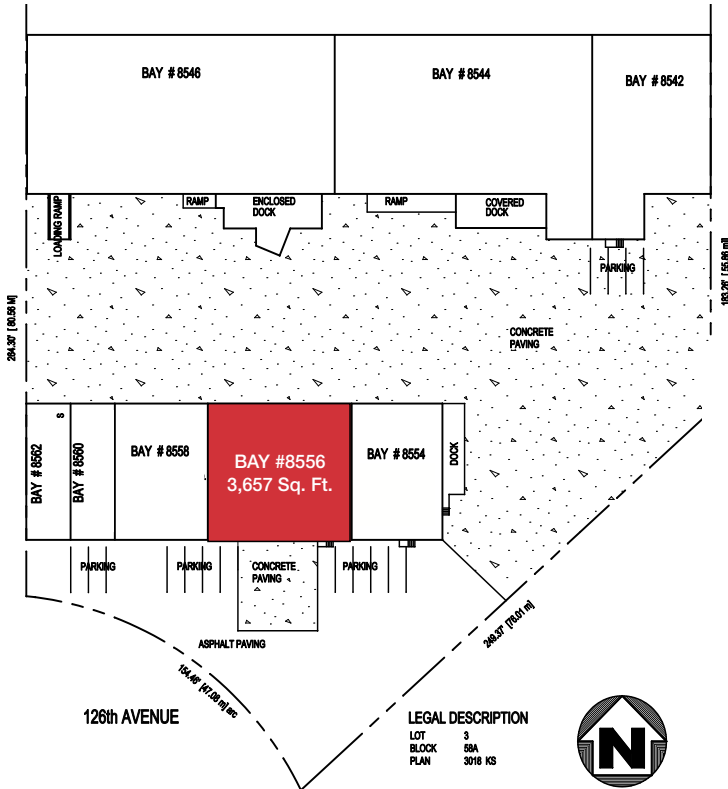 BAY # 8546
BAY # 8544
BAY # 8542
LOADING RAMP
RAMP
ENCLOSED
DOCK
RAMP
COVERED
DOCK
PARKING
284.30' [ 80.56 M]
183.26' [55.86 m]
CONCRETE
PAVING
BAY # 8562
S
BAY # 8560
BAY # 8558
BAY #8556
3,657 Sq. Ft.
BAY # 8554
DOCK
PARKING
PARKING
CONCRETE
PAVING
PARKING
ASPHALT PAVING
249.37' [76.01 m]
154.46' [47.08 m] arc
126th AVENUE
LEGAL DESCRIPTION
LOT 3
BLOCK 58A
PLAN 3018 KS
N